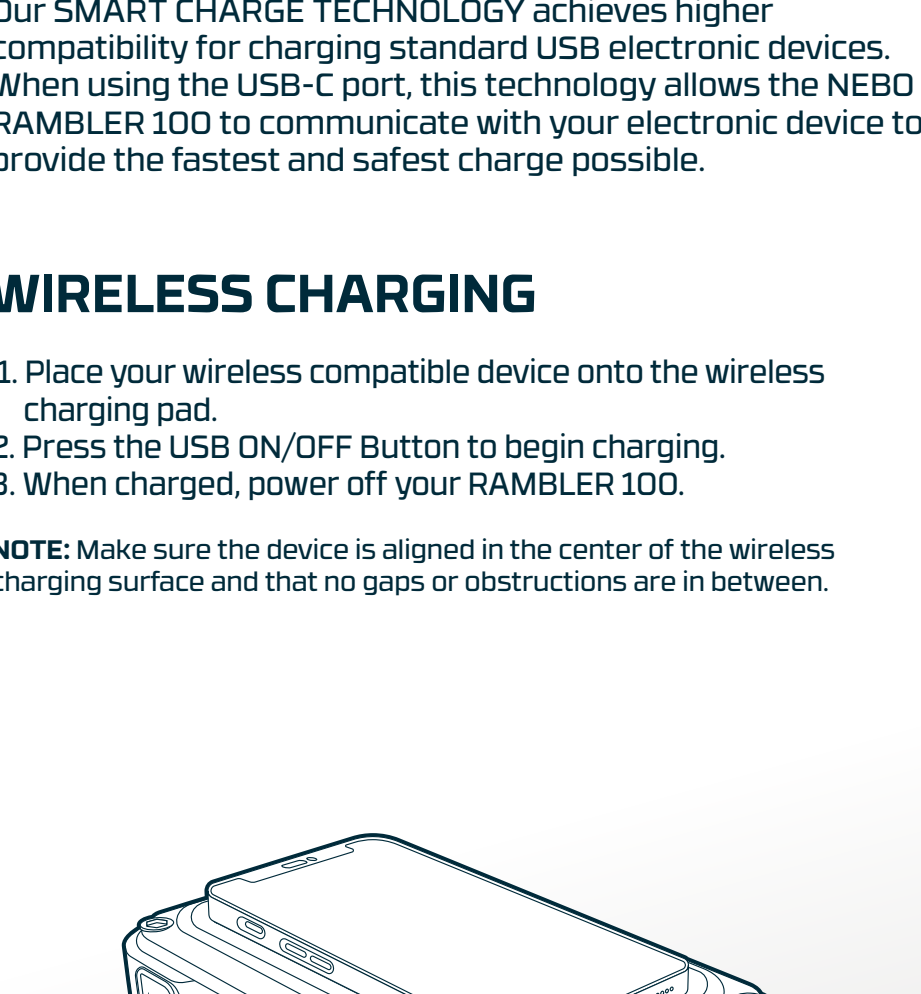 Our SMART CHARGE TECHNOLOGY achieves higher
compatibility for charging standard USB electronic devices.
When using the USB-C port, this technology allows the NEBO
RAMBLER 100 to communicate with your electronic device to
provide the fastest and safest charge possible.
WIRELESS CHARGING
1. Place your wireless compatible device onto the wireless
charging pad.
2. Press the USB ON/OFF Button to begin charging.
3. When charged, power off your RAMBLER 100.
NOTE: Make sure the device is aligned in the center of the wireless
charging surface and that no gaps or obstructions are in between.